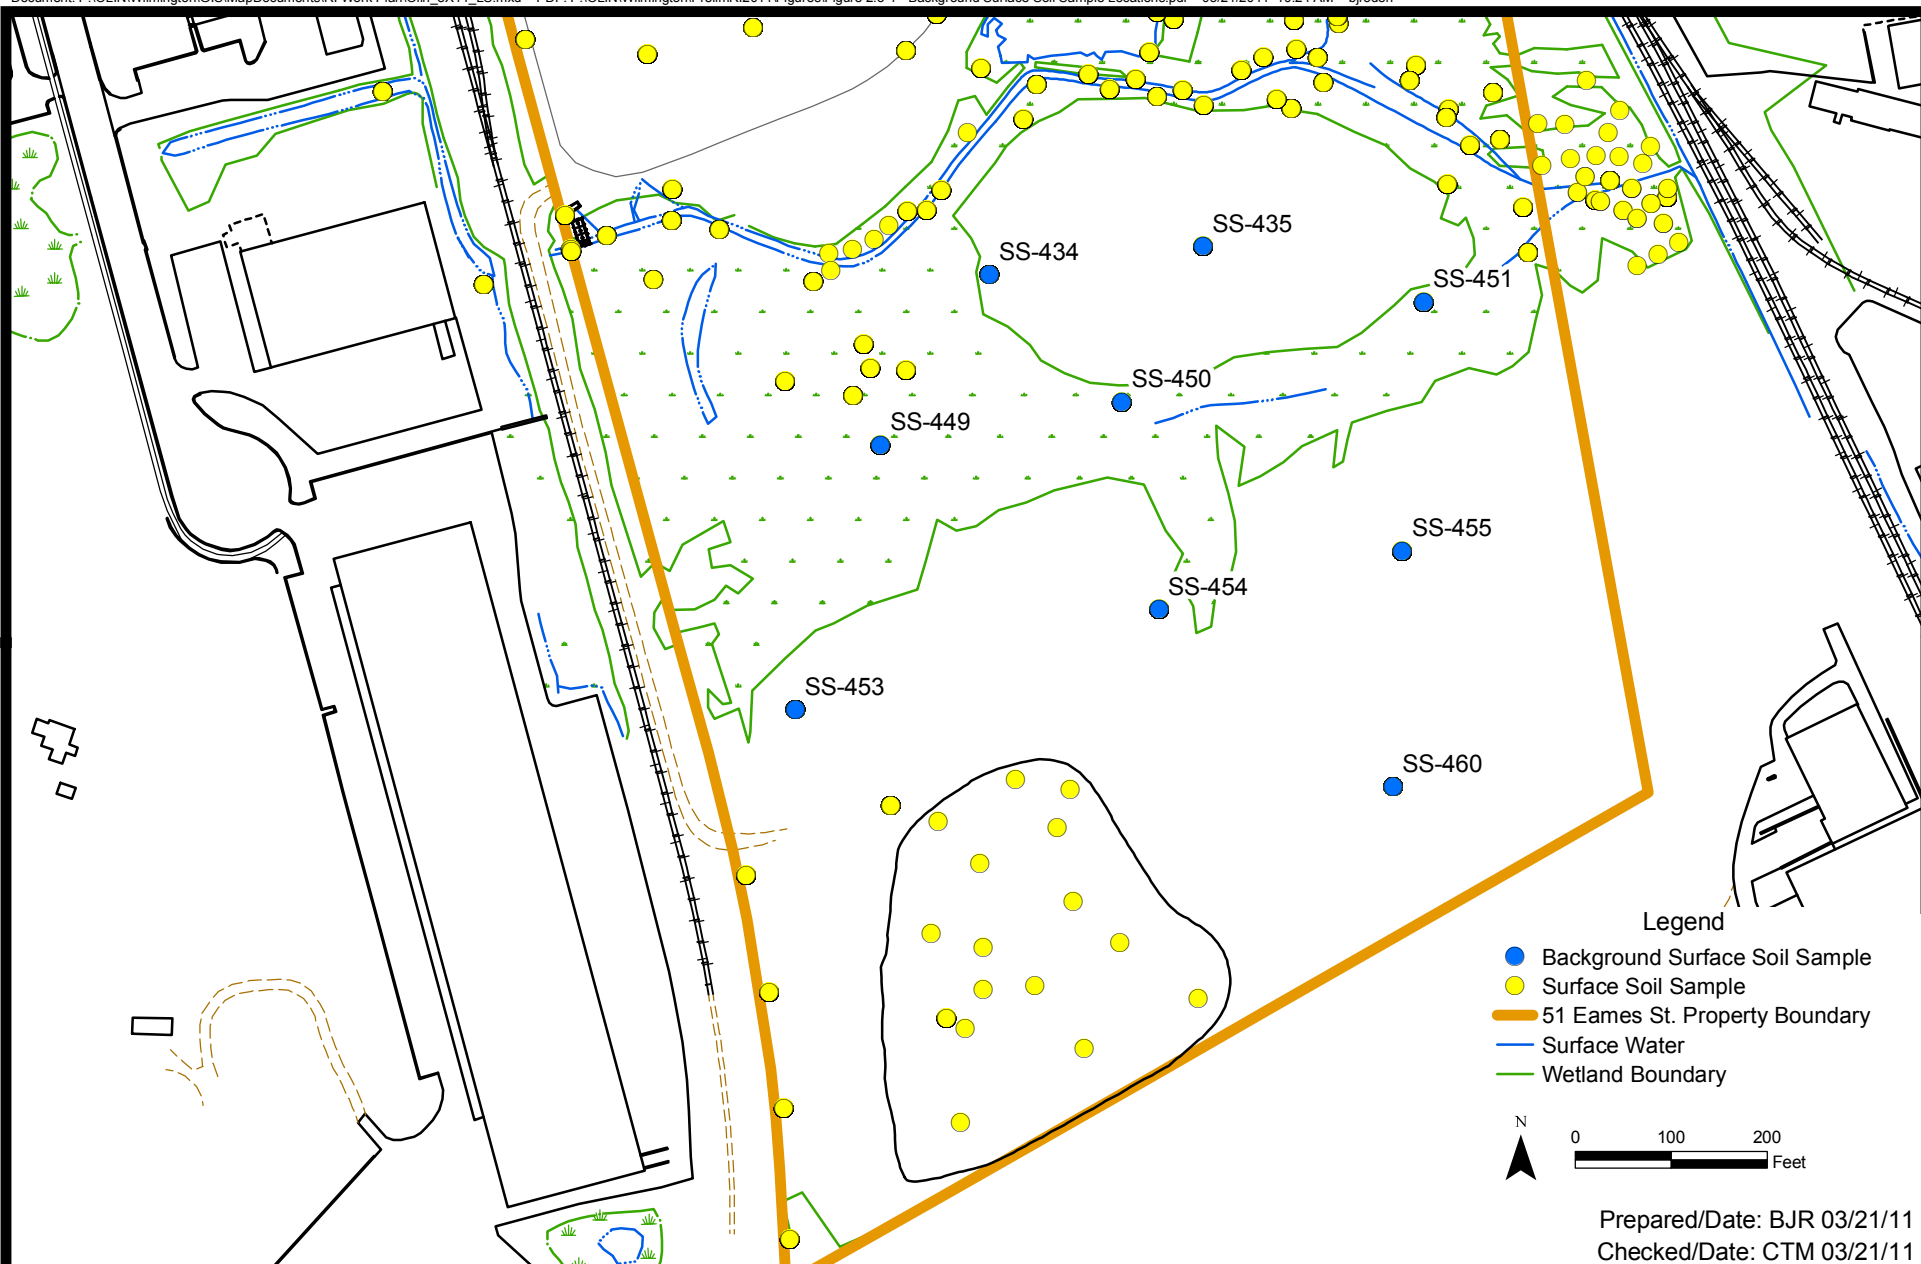 SS-435
SS-434
SS-451
SS-450
SS-449
SS-455
SS-454
SS-453
SS-460
Legend
Background Surface Soil Sample
Surface Soil Sample
51 Eames St. Property Boundary
Surface Water
Wetland Boundary
N
0 100 200
Feet
Prepared/Date: BJR 03/21/11
Checked/Date: CTM 03/21/11